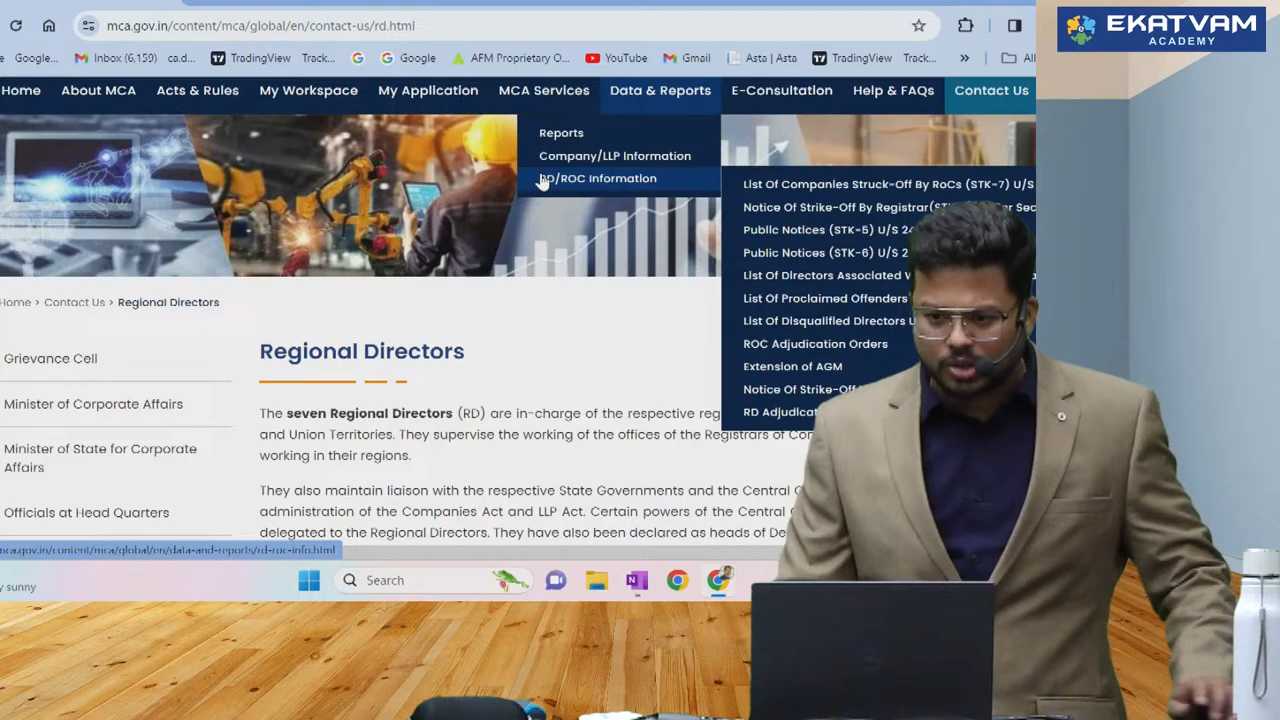 mca.gov.in/content/mca/global/en/contact-us/rd.html
EKATVAM
ACADEMY
Google...
Inbox (6,159)
ca.d...
TradingView
Track...
Google
AFM Proprietary O...
YouTube
Gmail
Asta | Asta
TradingView
Track...
»
All
Home
About MCA
Acts & Rules
My Workspace
My Application
MCA Services
Data & Reports
E-Consultation
Help & FAQs
Contact Us
Reports
Company/LLP Information
RD/ROC Information
List Of Companies Struck-Off By RoCs (STK-7) U/S
Notice Of Strike-Off By Registrar(STK
Public Notices (STK-5) U/S 24
Public Notices (STK-6) U/S 2
List Of Directors Associated
List Of Proclaimed Offenders
List Of Disqualified Directors U
ROC Adjudication Orders
Extension of AGM
Notice Of Strike-Off
RD Adjudicat
Home > Contact Us > Regional Directors
Grievance Cell
Minister of Corporate Affairs
Minister of State for Corporate
Affairs
Officials at Head Quarters
Regional Directors
The seven Regional Directors (RD) are in-charge of the respective reg
and Union Territories. They supervise the working of the offices of the Registrars of Com
working in their regions.
They also maintain liaison with the respective State Governments and the Central G
administration of the Companies Act and LLP Act. Certain powers of the Central G
delegated to the Regional Directors. They have also been declared as heads of De
mca.gov.in/content/mca/global/en/data-and-reports/rd-roc-info.html
y sunny
Search